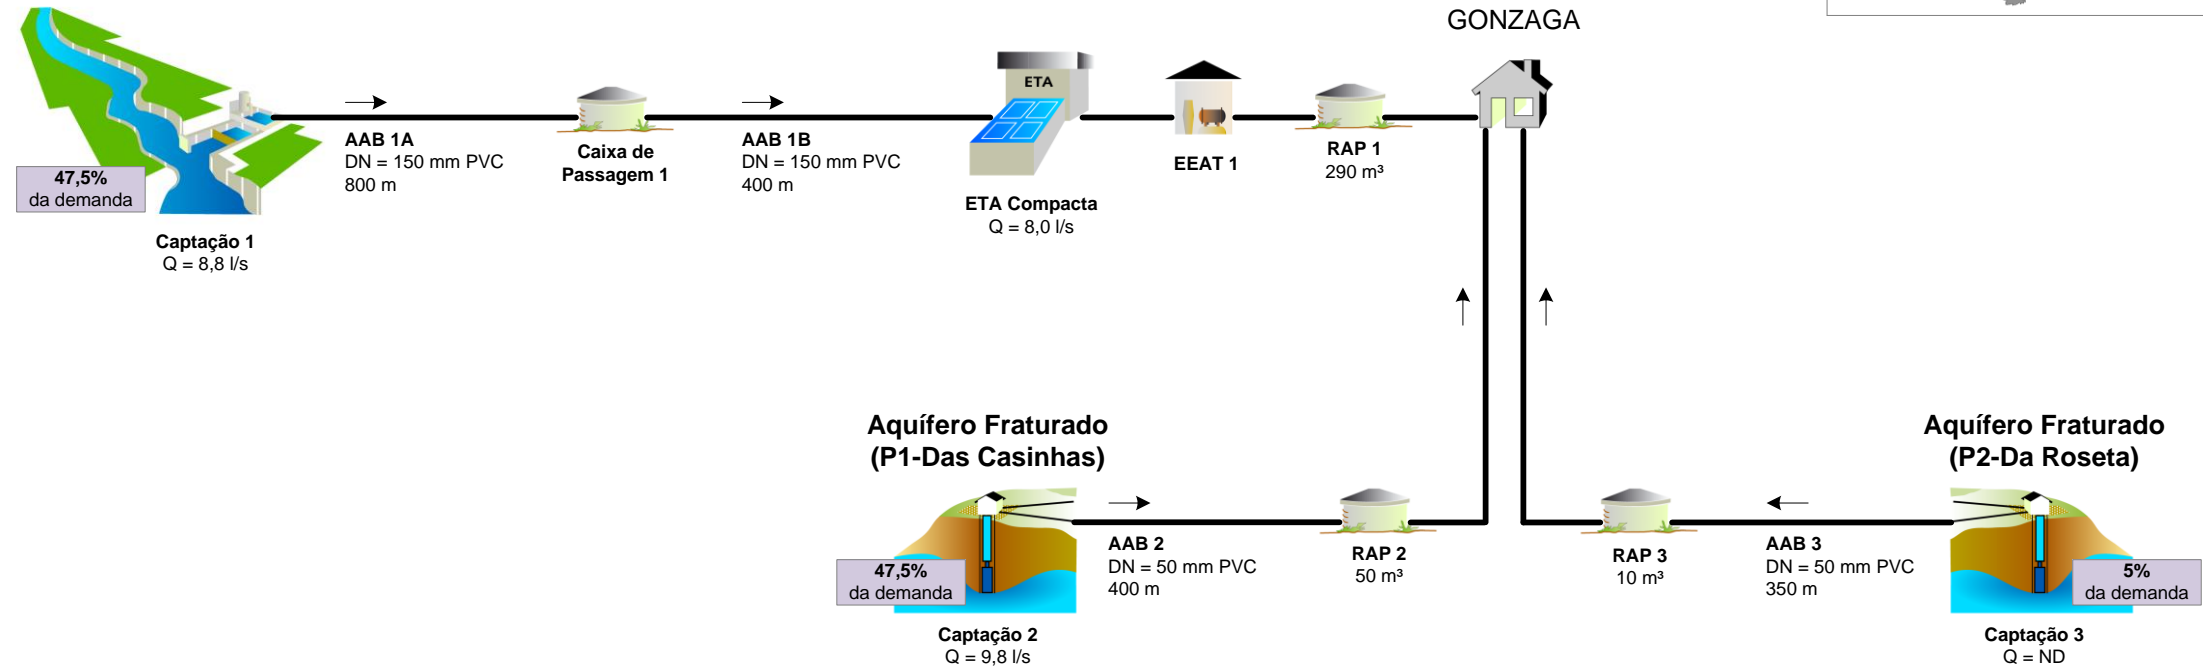 GONZAGA
ETA
AAB 1A
DN = 150 mm PVC
800 m
Caixa de
Passagem 1
AAB 1B
DN = 150 mm PVC
400 m
EEAT 1
RAP 1
290 m³
47,5%
da demanda
ETA Compacta
Q = 8,0 l/s
Captação 1
Q = 8,8 l/s
Aquífero Fraturado
(P1-Das Casinhas)
Aquífero Fraturado
(P2-Da Roseta)
47,5%
da demanda
AAB 2
DN = 50 mm PVC
400 m
RAP 2
50 m³
RAP 3
10 m³
AAB 3
DN = 50 mm PVC
350 m
5%
da demanda
Captação 2
Q = 9,8 l/s
Captação 3
Q = ND